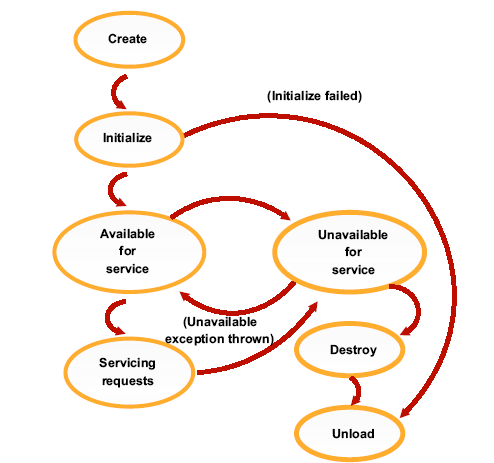 Create
(Initialize failed)
Initialize
Available
for
service
Unavailable
for
service
(Unavailable
exception thrown)
Servicing
requests
Destroy
Unload